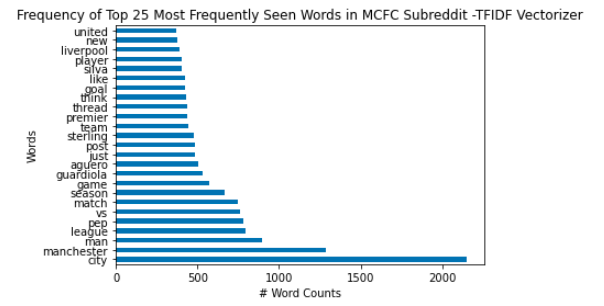 Frequency of Top 25 Most Frequently Seen Words in MCFC Subreddit -TFIDF Vectorizer
united
new
liverpool
player
silva
like
goal
think
thread
premier
team
sterling
post
just
aguero
guardiola
game
season
match
vs
pep
league
man
manchester
city
Words
0 500 1000 1500 2000
# Word Counts